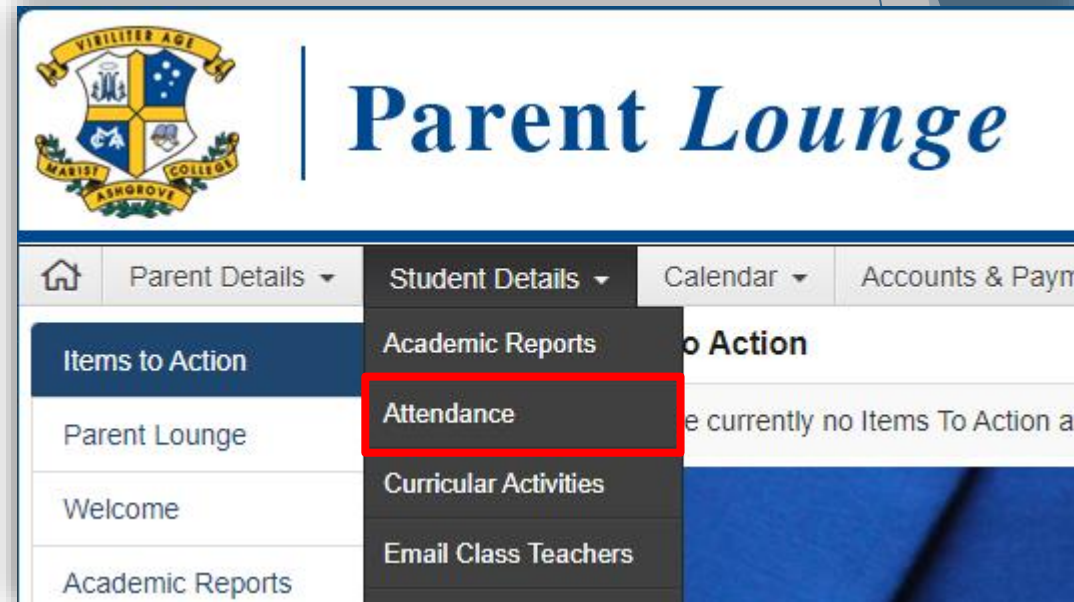 VIRILITER AGE
MARIST
COLLEGE
ASHGROVE
Parent Lounge
Parent Details
Student Details
Calendar
Accounts & Paym
Items to Action
Parent Lounge
Welcome
Academic Reports
Academic Reports
Attendance
Curricular Activities
Email Class Teachers
o Action
e currently no Items To Action a